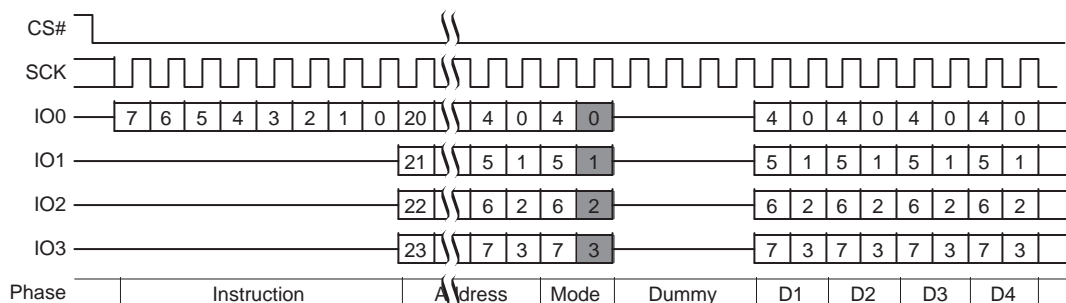 CS#
SCK
IO0 7 6 5 4 3 2 1 0 20 4 0 4 0 4 0 4 0 4 0 4 0
IO1 21 5 1 5 1 5 1 5 1 5 1 5 1
IO2 22 6 2 6 2 6 2 6 2 6 2 6 2
IO3 23 7 3 7 3 7 3 7 3 7 3 7 3
Phase Instruction Address Mode Dummy D1 D2 D3 D4